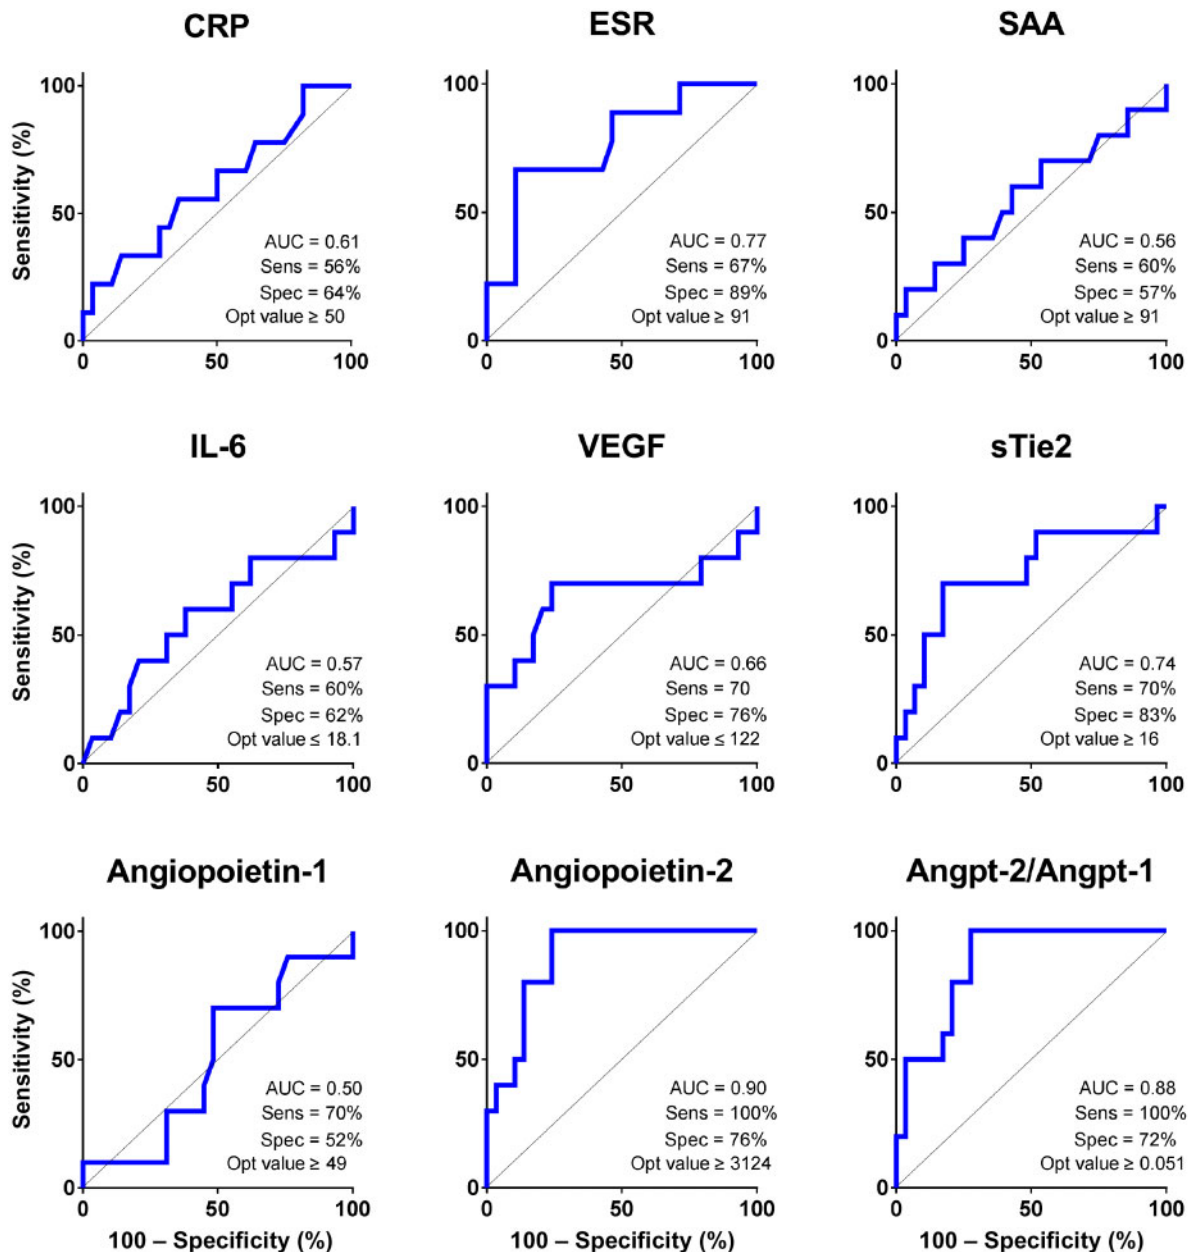 CRP
ESR
SAA
Sensitivity (%)
100
50
0
0
50
100
AUC = 0.61
Sens = 56%
Spec = 64%
Opt value ≥ 50
100
50
0
0
50
100
AUC = 0.77
Sens = 67%
Spec = 89%
Opt value ≥ 91
100
50
0
0
50
100
AUC = 0.56
Sens = 60%
Spec = 57%
Opt value ≥ 91
IL-6
VEGF
sTie2
Sensitivity (%)
100
50
0
0
50
100
AUC = 0.57
Sens = 60%
Spec = 62%
Opt value ≤ 18.1
100
50
0
0
50
100
AUC = 0.66
Sens = 70
Spec = 76%
Opt value ≤ 122
100
50
0
0
50
100
AUC = 0.74
Sens = 70%
Spec = 83%
Opt value ≥ 16
Angiopoietin-1
Angiopoietin-2
Angpt-2/Angpt-1
Sensitivity (%)
100
50
0
0
50
100
AUC = 0.50
Sens = 70%
Spec = 52%
Opt value ≥ 49
100 – Specificity (%)
100
50
0
0
50
100
AUC = 0.90
Sens = 100%
Spec = 76%
Opt value ≥ 3124
100 – Specificity (%)
100
50
0
0
50
100
AUC = 0.88
Sens = 100%
Spec = 72%
Opt value ≥ 0.051
100 – Specificity (%)